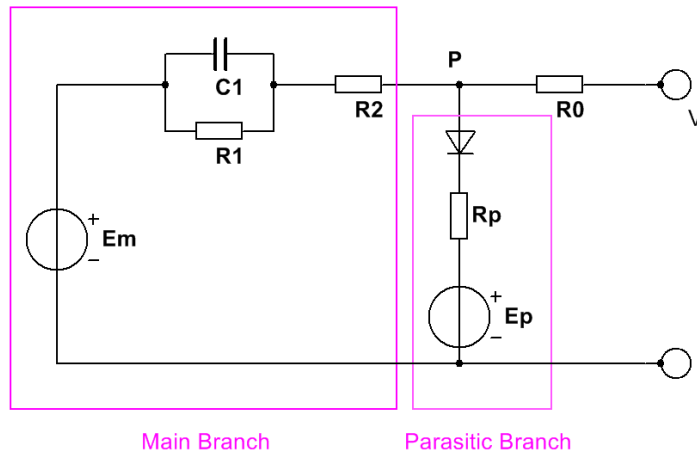 C1
R1
R2
P
R0
V
Rp
+
Em
−
+
Ep
−
Main Branch
Parasitic Branch